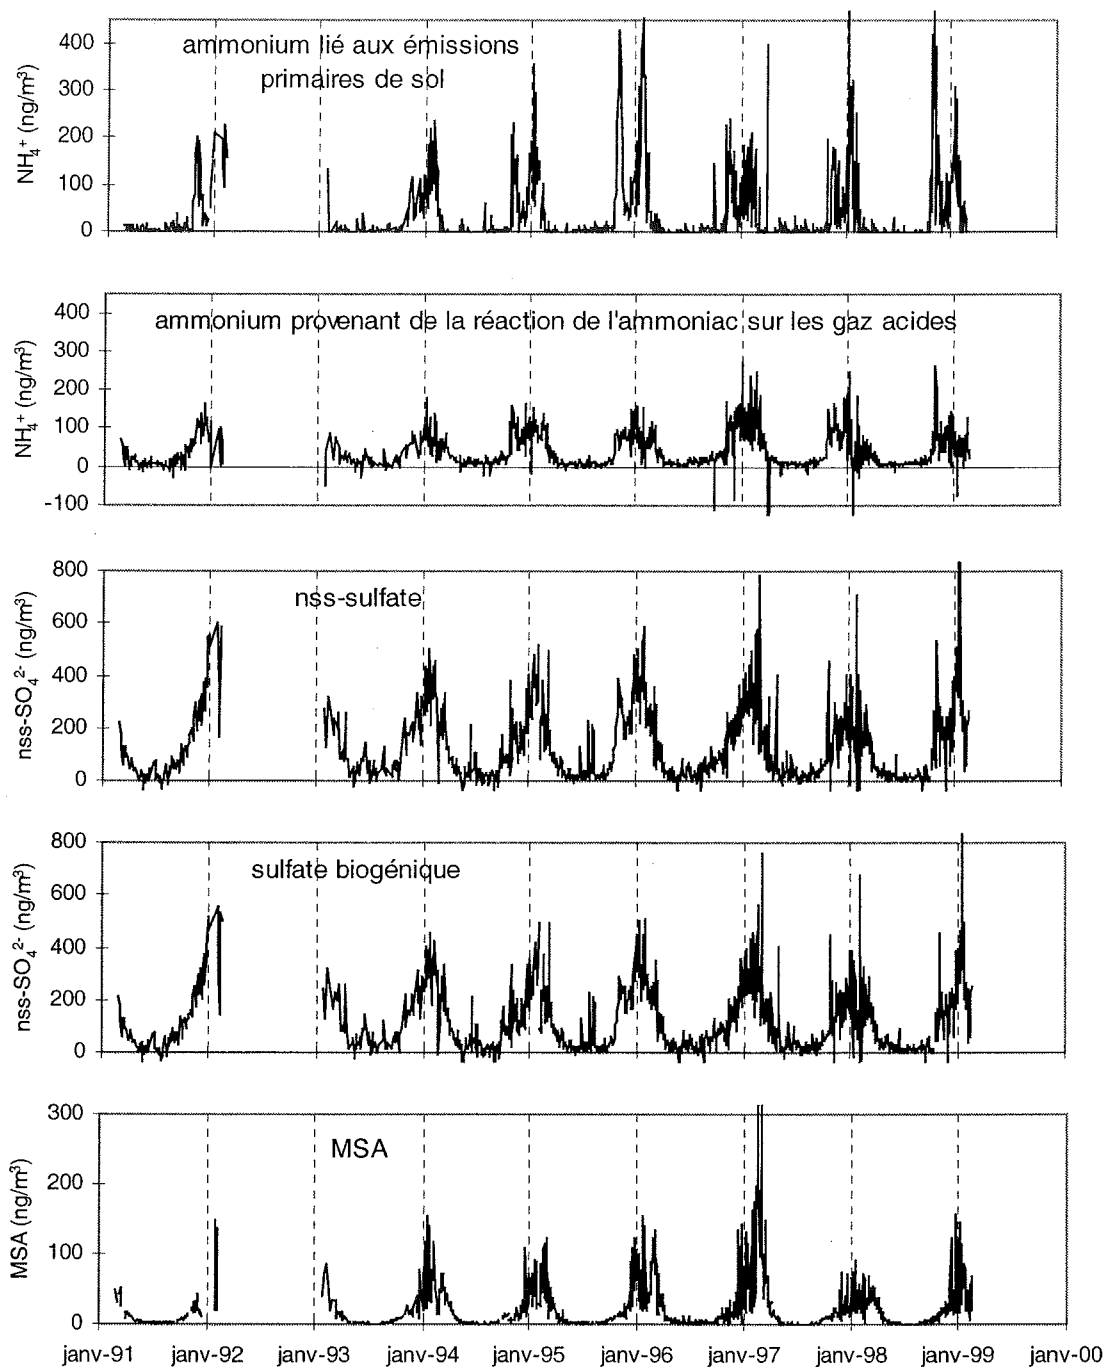 ammonium lié aux émissions
primaires de sol
NH₄⁺ (ng/m³)
400
300
200
100
0
ammonium provenant de la réaction de l'ammoniac sur les gaz acides
NH₄⁺ (ng/m³)
400
300
200
100
0
-100
nss-sulfate
nss-SO₄²⁻ (ng/m³)
800
600
400
200
0
sulfate biogénique
nss-SO₄²⁻ (ng/m³)
800
600
400
200
0
MSA
MSA (ng/m³)
300
200
100
0
janv-91 janv-92 janv-93 janv-94 janv-95 janv-96 janv-97 janv-98 janv-99 janv-00